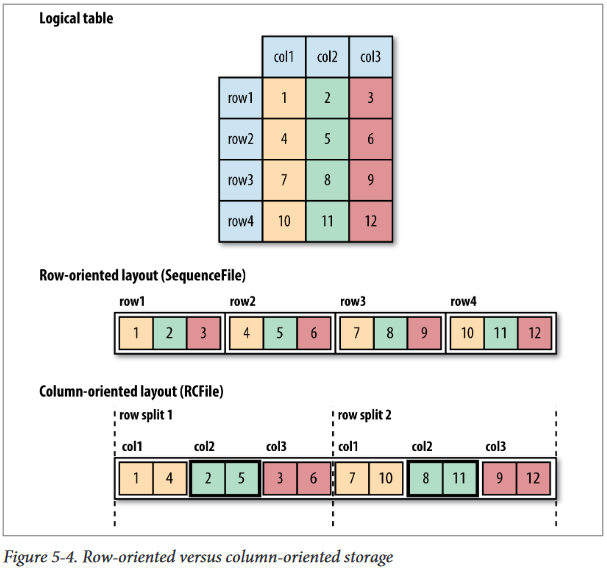 Logical table
col1 col2 col3
row1 1 2 3
row2 4 5 6
row3 7 8 9
row4 10 11 12
Row-oriented layout (SequenceFile)
row1 row2 row3 row4
1 2 3 4 5 6 7 8 9 10 11 12
Column-oriented layout (RCFile)
row split 1 row split 2
col1 col2 col3 col1 col2 col3
1 4 2 5 3 6 7 10 8 11 9 12
Figure 5-4. Row-oriented versus column-oriented storage